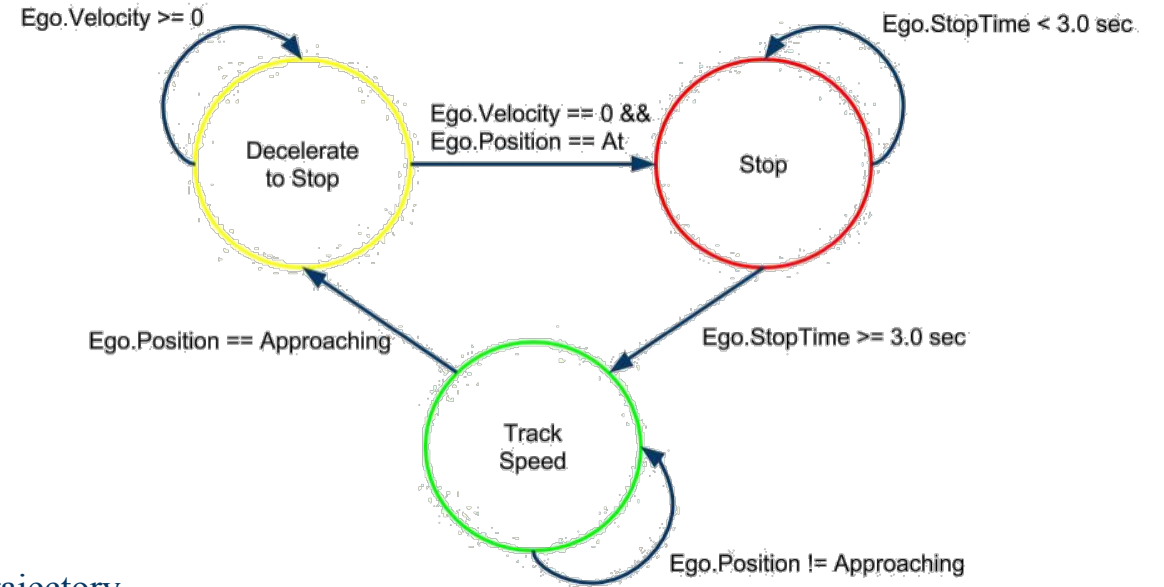 Ego.Velocity >= 0
Ego.StopTime < 3.0 sec
Ego.Velocity == 0 &&
Ego.Position == At
Decelerate
to Stop
Stop
Ego.Position == Approaching
Ego.StopTime >= 3.0 sec
Track
Speed
Ego.Position != Approaching